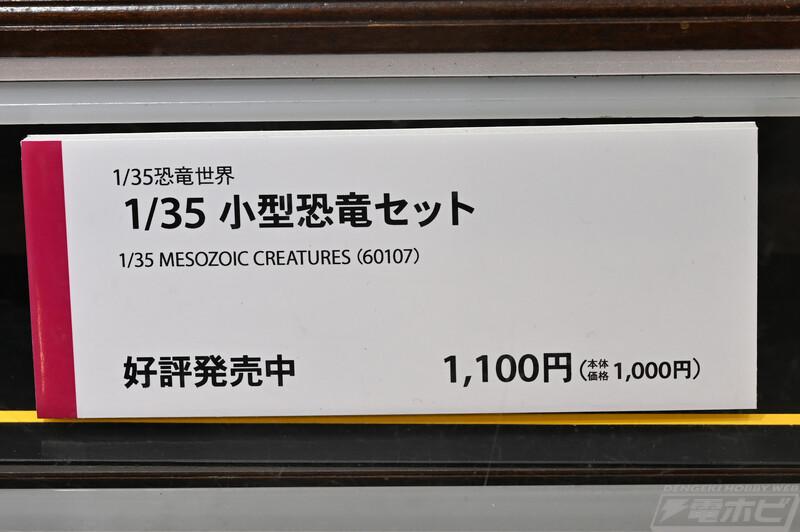 1/35恐竜世界
1/35 小型恐竜セット
1/35 MESOZOIC CREATURES (60107)
好評発売中
1,100円(本体価格 1,000円)
DENGEKI HOBBY WEB
電ホビ